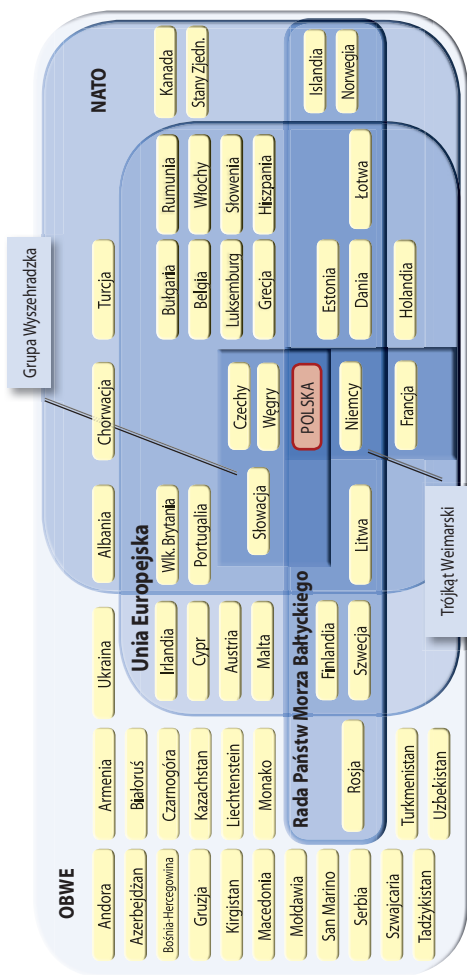 Grupa Wyszehradzka
OBWE
NATO
Andora
Armenia
Ukraina
Albania
Chorwacja
Turcja
Azerbejdżan
Białoruś
Unia Europejska
Bośnia-Hercegowina
Czarnogóra
Irlandia
Wlk. Brytania
Bułgaria
Rumunia
Kanada
Gruzja
Kazachstan
Cypr
Portugalia
Belgia
Włochy
Stany Zjedn.
Kirgistan
Liechtenstein
Austria
Czechy
Luksemburg
Słowenia
Macedonia
Monako
Malta
Słowacja
Węgry
Grecja
Hiszpania
Mołdawia
Rada Państw Morza Bałtyckiego
POLSKA
San Marino
Finlandia
Estonia
Islandia
Serbia
Rosja
Szwecja
Litwa
Niemcy
Dania
Łotwa
Norwegia
Szwajcaria
Turkmenistan
Francja
Holandia
Tadżykistan
Uzbekistan
Trójkąt Weimarski